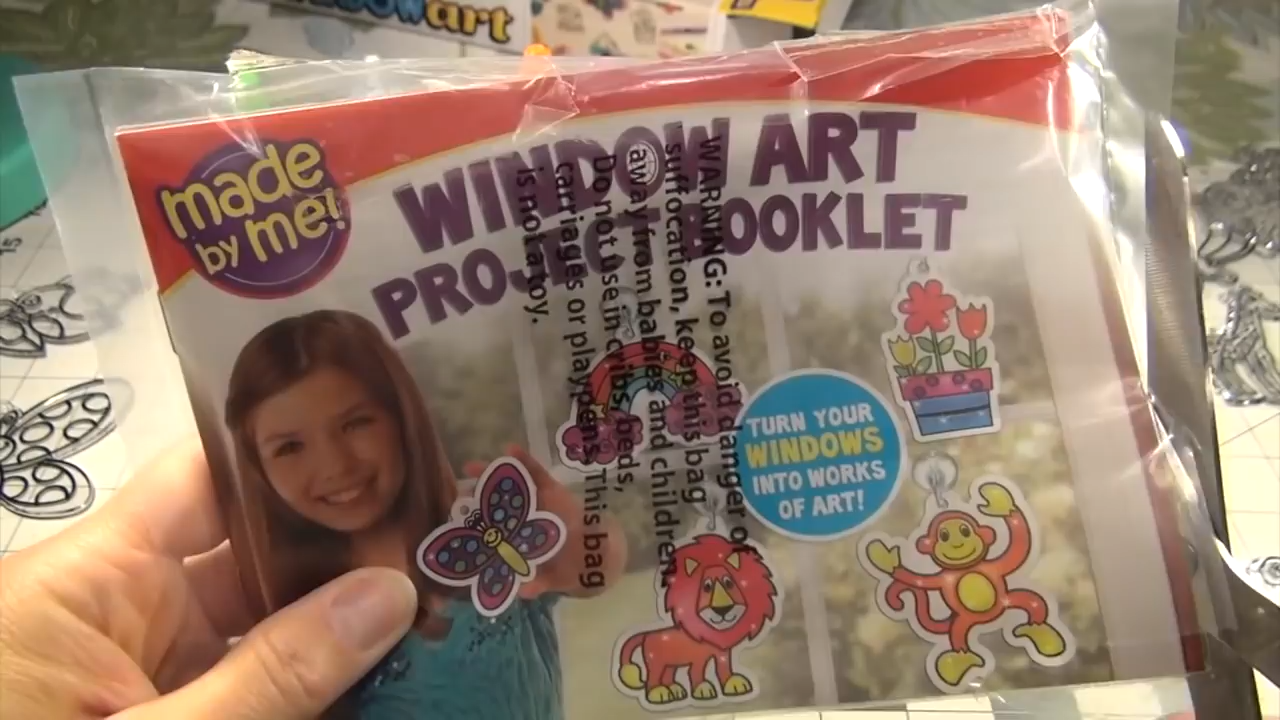 art
made
by me!
WINDOW ART
PROJECT BOOKLET
WARNING: To avoid danger of
suffocation, keep this bag
away from babies and children.
Do not use in cribs, beds,
carriages or playpens. This bag
is not a toy.
TURN YOUR
WINDOWS
INTO WORKS
OF ART!